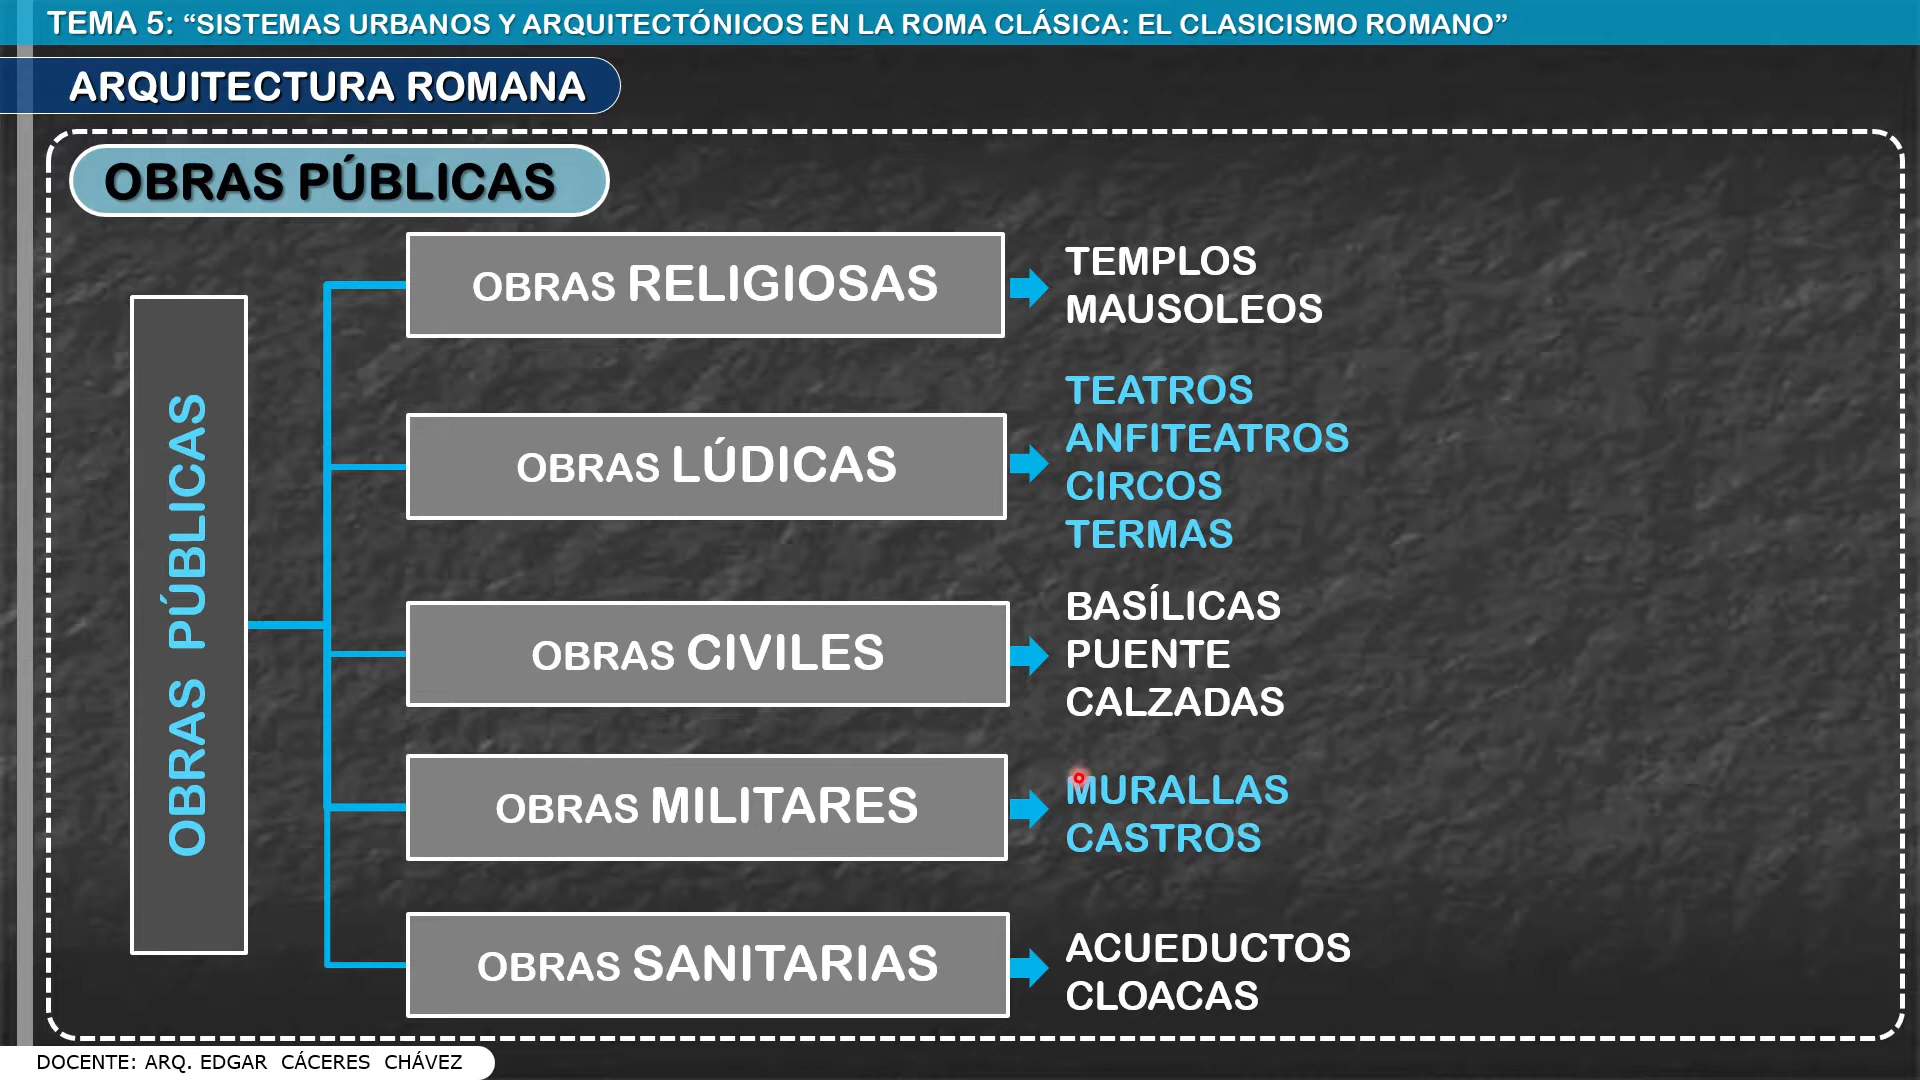 TEMA 5: “SISTEMAS URBANOS Y ARQUITECTÓNICOS EN LA ROMA CLÁSICA: EL CLASICISMO ROMANO”
ARQUITECTURA ROMANA
OBRAS PÚBLICAS
OBRAS PÚBLICAS
OBRAS RELIGIOSAS
TEMPLOS
MAUSOLEOS
OBRAS LÚDICAS
TEATROS
ANFITEATROS
CIRCOS
TERMAS
OBRAS CIVILES
BASÍLICAS
PUENTE
CALZADAS
OBRAS MILITARES
MURALLAS
CASTROS
OBRAS SANITARIAS
ACUEDUCTOS
CLOACAS
DOCENTE: ARQ. EDGAR CÁCERES CHÁVEZ